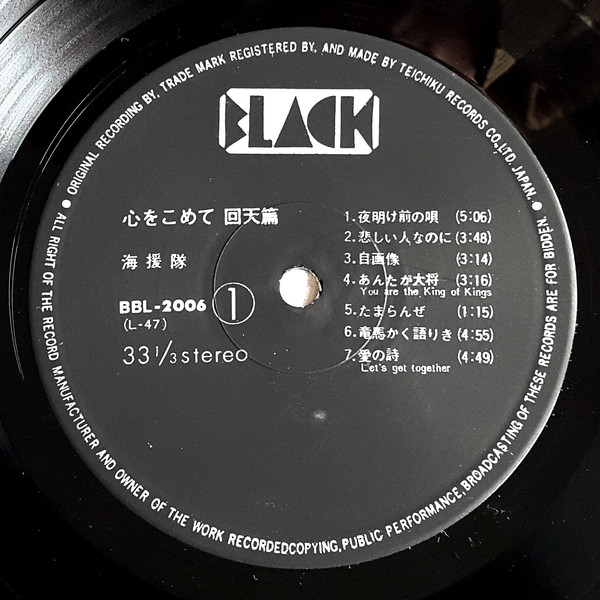 ● ORIGINAL RECORDING BY, TRADE MARK REGISTERED BY, AND MADE BY TEICHIKU RECORDS CO., LTD. JAPAN. ●
BLACK
心をこめて 回天篇
海援隊
BBL-2006
(L-47)
33 1/3 stereo
1
1.夜明け前の唄 (5:06)
2.悲しい人なのに (3:48)
3.自画像 (3:14)
4.あんたが大将 (3:16)
You are the King of Kings
5.たまらんぜ (1:15)
6.竜馬かく語りき (4:55)
7.愛の詩 (4:49)
Let's get together
ALL RIGHT OF THE RECORD MANUFACTURER AND OWNER OF THE WORK RECORDEDCOPYING, PUBLIC PERFORMANCE, BROADCASTING OF THESE RECORDS ARE FOR BIDDEN.